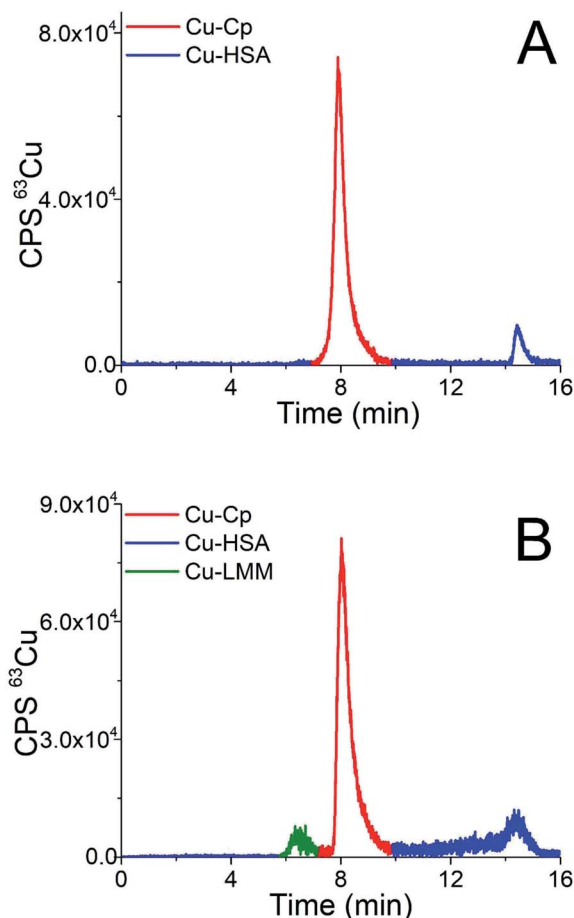 A
Cu-Cp
Cu-HSA
8.0x10⁴
4.0x10⁴
0.0
CPS ⁶³Cu
0 4 8 12 16
Time (min)
B
Cu-Cp
Cu-HSA
Cu-LMM
9.0x10⁴
6.0x10⁴
3.0x10⁴
0.0
CPS ⁶³Cu
0 4 8 12 16
Time (min)